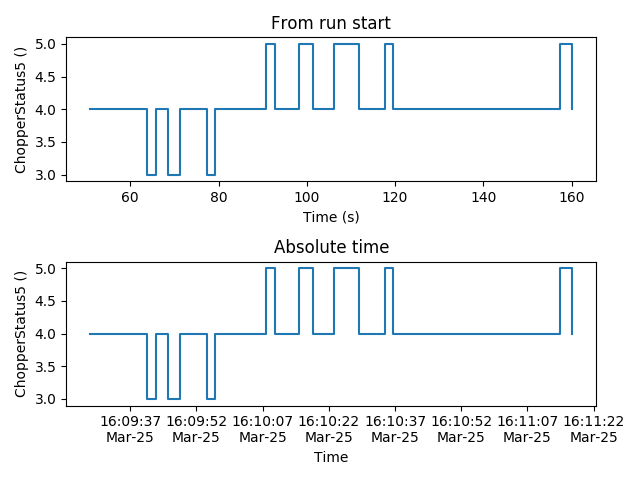 From run start
ChopperStatus5 ()
5.0
4.5
4.0
3.5
3.0
60 80 100 120 140 160
Time (s)
Absolute time
ChopperStatus5 ()
5.0
4.5
4.0
3.5
3.0
16:09:37 16:09:52 16:10:07 16:10:22 16:10:37 16:10:52 16:11:07 16:11:22
Mar-25 Mar-25 Mar-25 Mar-25 Mar-25 Mar-25 Mar-25 Mar-25
Time